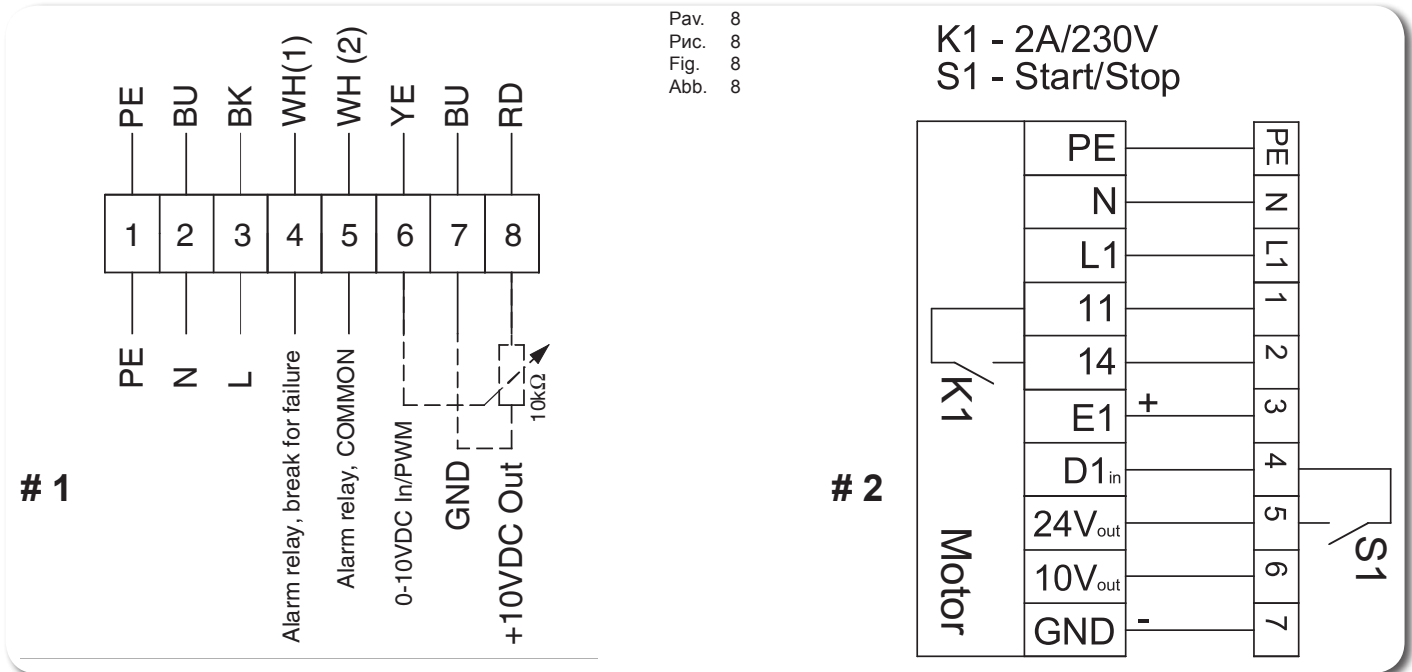 Pav. 8
Рис. 8
Fig. 8
Abb. 8
PE
BU
BK
WH(1)
WH (2)
YE
BU
RD
1 2 3 4 5 6 7 8
PE
N
L
Alarm relay, break for failure
Alarm relay, COMMON
0-10VDC In/PWM
GND
+10VDC Out
10kΩ
# 1
K1 - 2A/230V
S1 - Start/Stop
PE PE
N N
L1 L1
11 1
14 2
E1 + 3
D1in 4
24Vout 5
10Vout 6
GND - 7
K1
Motor
S1
# 2